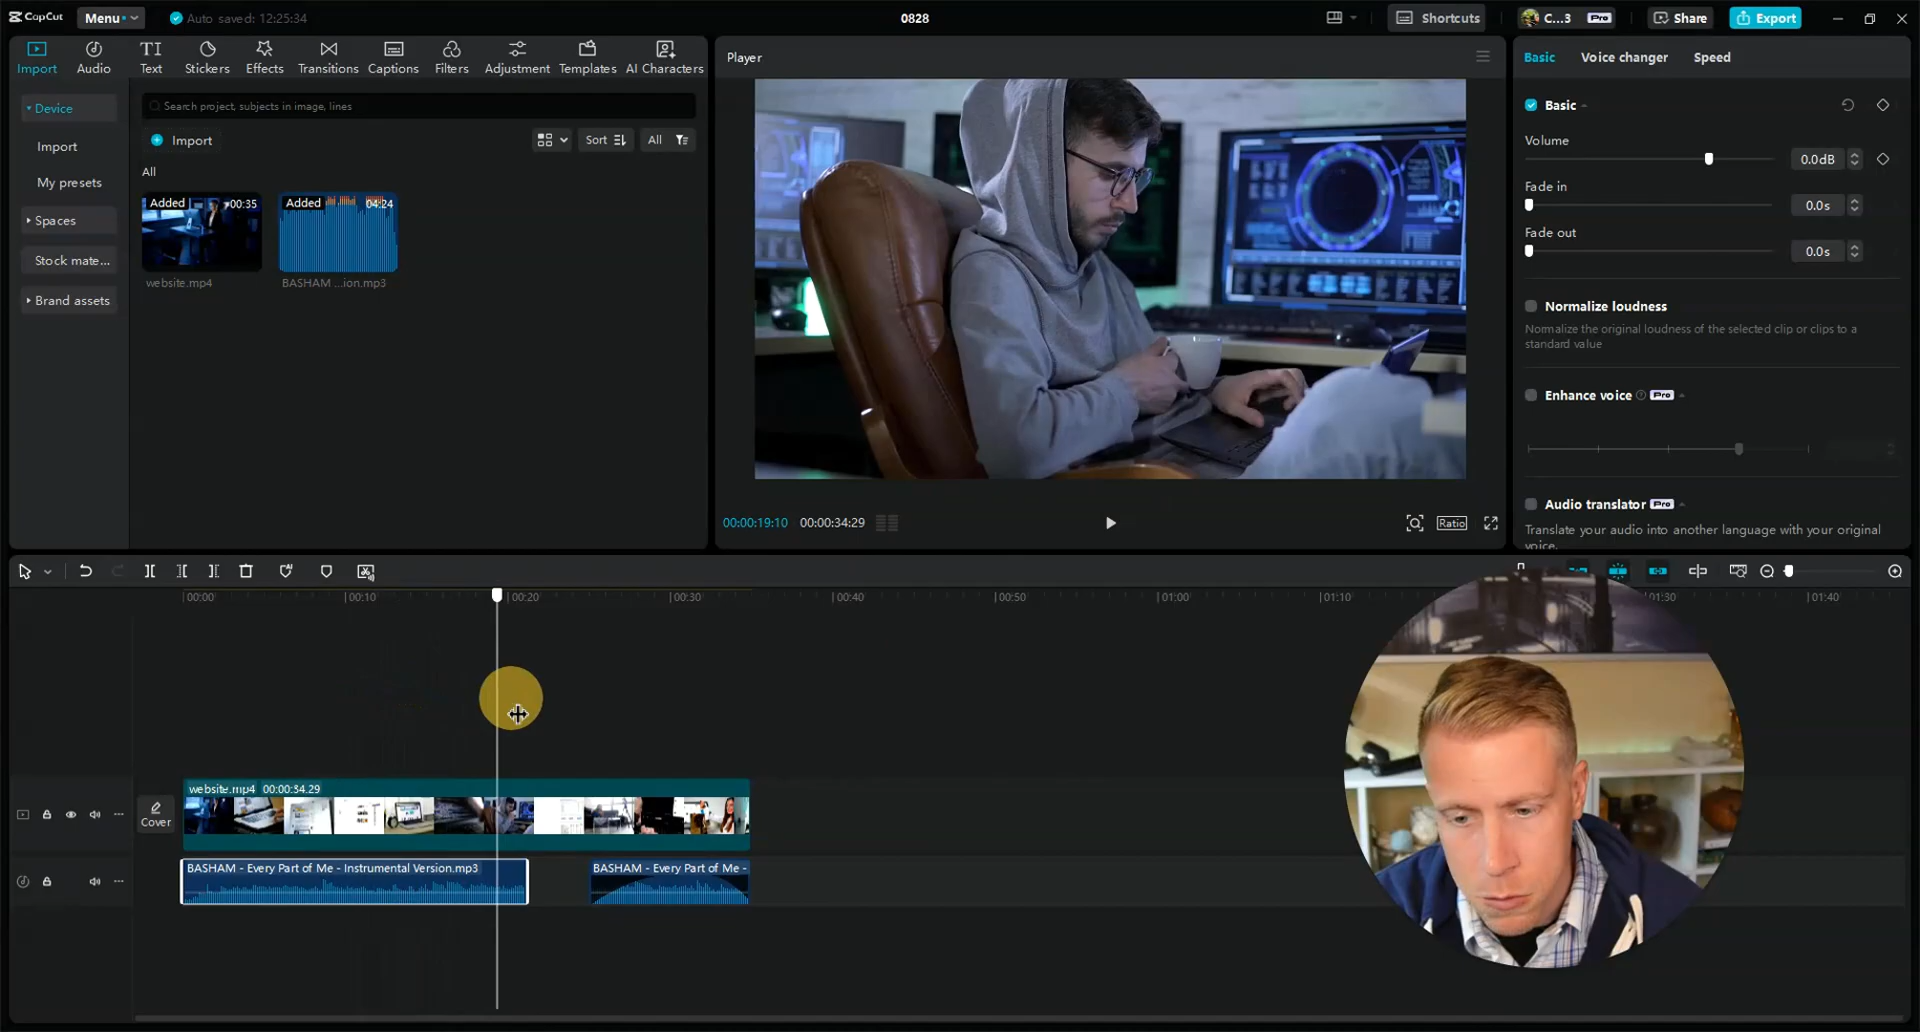 CapCut
Menu
Auto saved: 12:25:34
0828
Shortcuts
C...3
Pro
Share
Export
Import
Audio
TI
Text
Stickers
Effects
Transitions
Captions
Filters
Adjustment
Templates
AI Characters
Device
Import
My presets
Spaces
Stock mate...
Brand assets
Search project, subjects in image, lines
Import
Sort
All
All
Added
00:35
website.mp4
Added
04:24
BASHAM ...ion.mp3
Player
00:00:19:10
00:00:34:29
Ratio
Basic
Voice changer
Speed
Basic
Volume
0.0dB
Fade in
0.0s
Fade out
0.0s
Normalize loudness
Normalize the original loudness of the selected clip or clips to a
standard value
Enhance voice
Pro
Audio translator
Pro
Translate your audio into another language with your original
voice.
00:00
00:10
00:20
00:30
00:40
00:50
01:00
01:10
01:30
01:40
Cover
website.mp4 00:00:34.29
BASHAM - Every Part of Me - Instrumental Version.mp3
BASHAM - Every Part of Me -